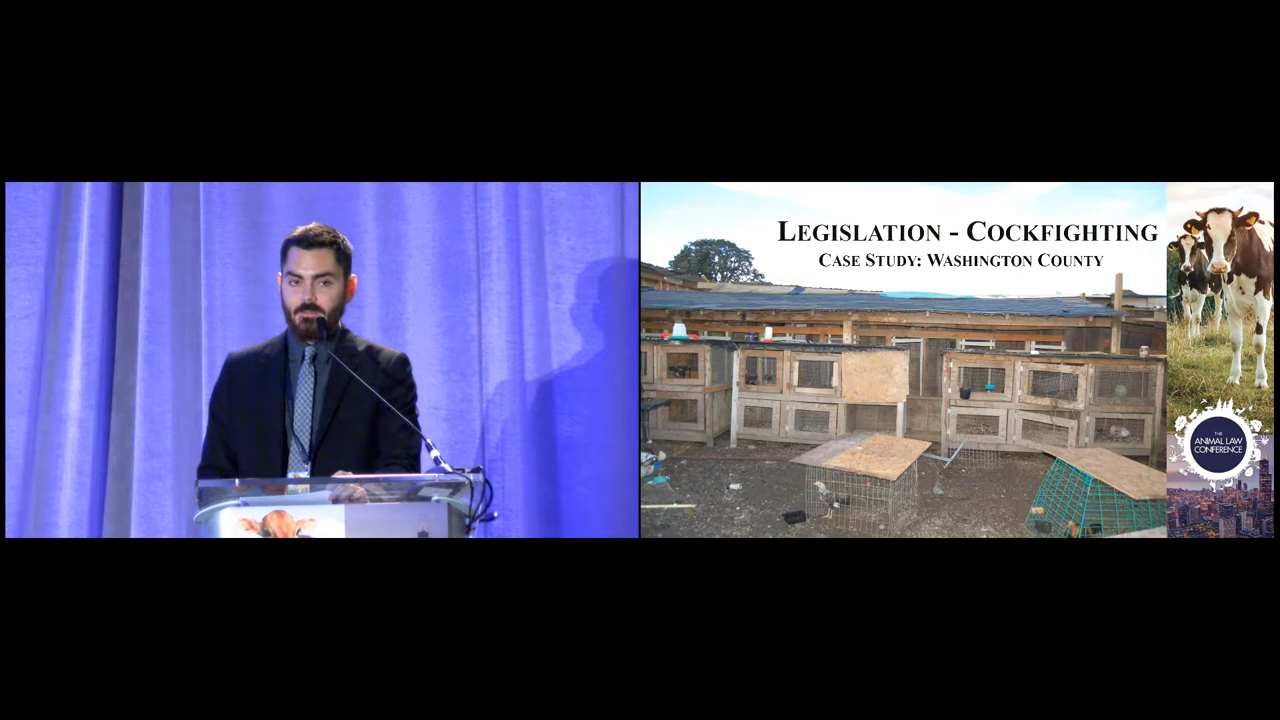 LEGISLATION - COCKFIGHTING
CASE STUDY: WASHINGTON COUNTY
THE
ANIMAL LAW
CONFERENCE